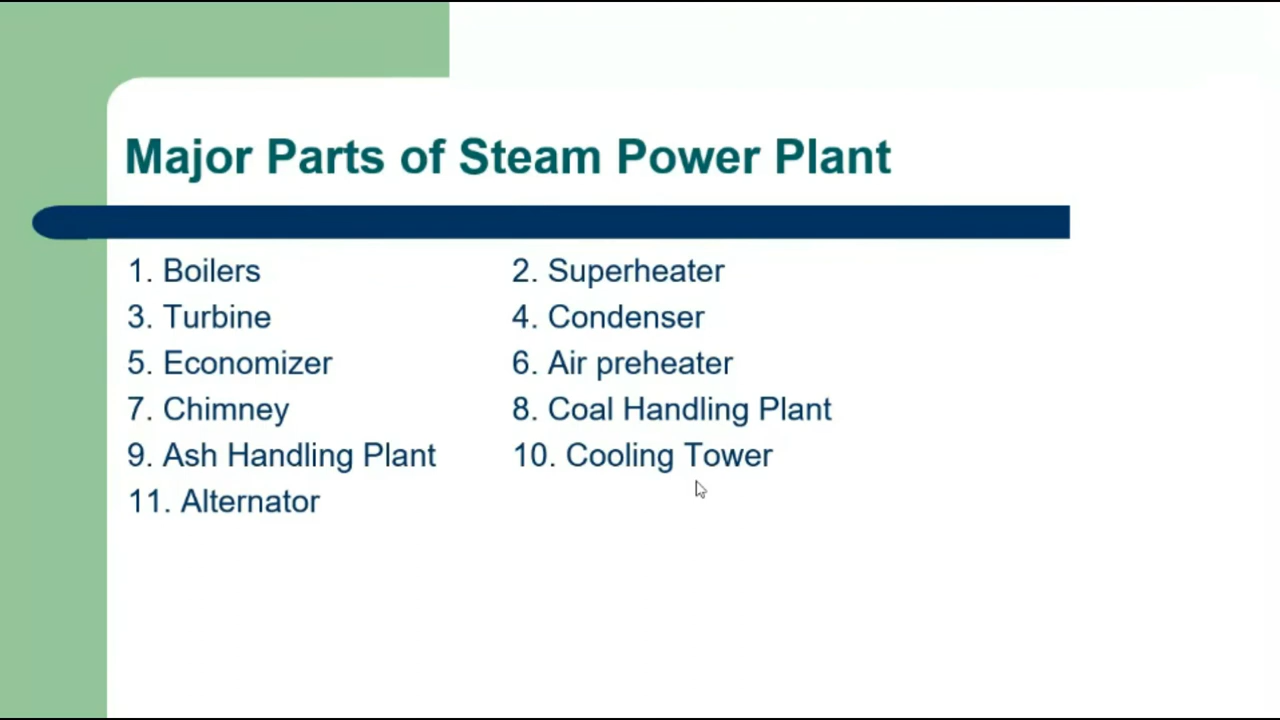 Major Parts of Steam Power Plant
1. Boilers 2. Superheater
3. Turbine 4. Condenser
5. Economizer 6. Air preheater
7. Chimney 8. Coal Handling Plant
9. Ash Handling Plant 10. Cooling Tower
11. Alternator